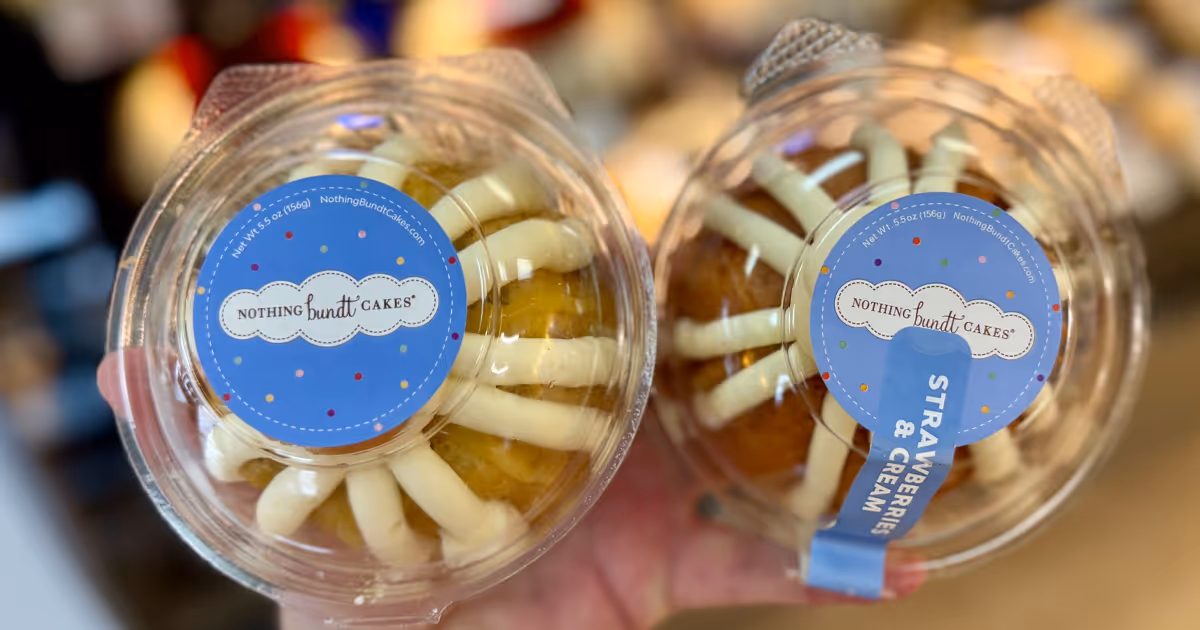 Net Wt 5.5 oz (156g) NothingBundtCakes.com
NOTHING bundt CAKES®
Net Wt 5.5 oz (156g) NothingBundtCakes.com
NOTHING bundt CAKES®
STRAWBERRIES
& CREAM